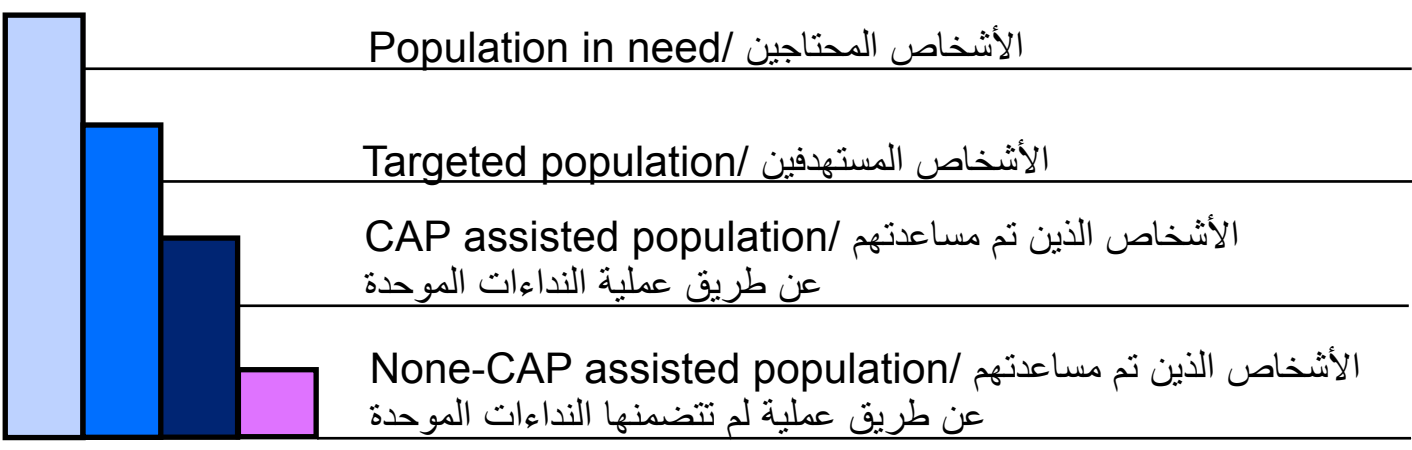 Population in need/ الأشخاص المحتاجين
Targeted population/ الأشخاص المستهدفين
CAP assisted population/ الأشخاص الذين تم مساعدتهم
عن طريق عملية النداءات الموحدة
None-CAP assisted population/ الأشخاص الذين تم مساعدتهم
عن طريق عملية لم تتضمنها النداءات الموحدة